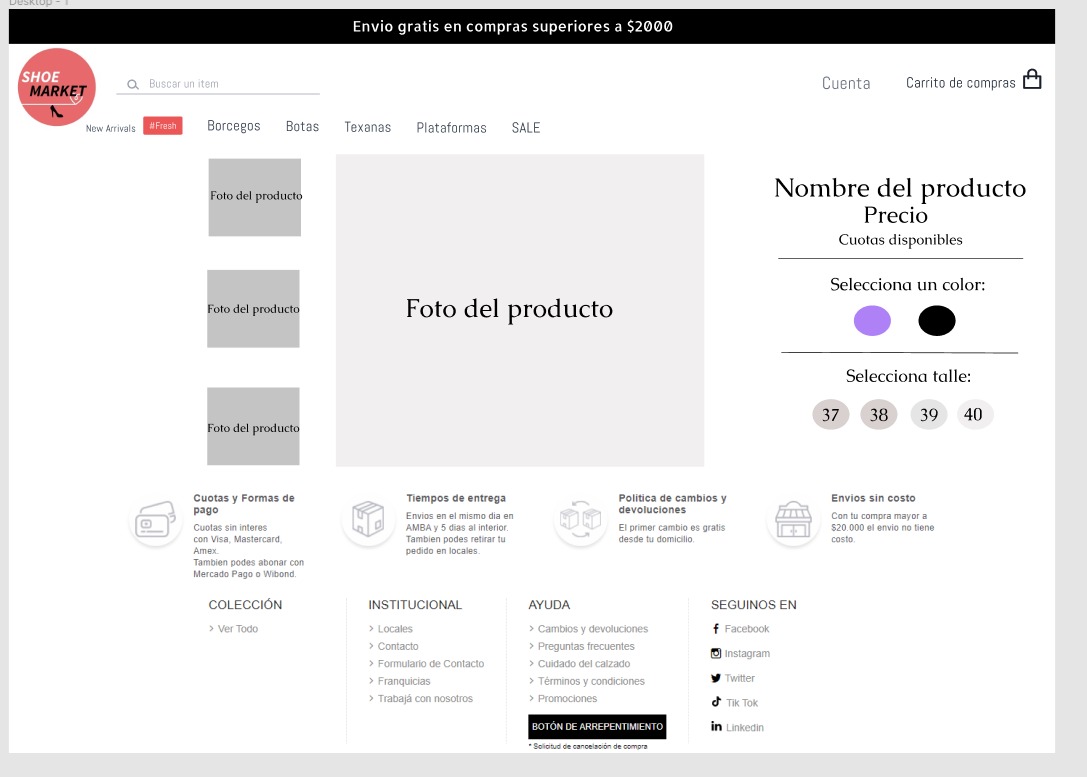 Desktop - 1
Envio gratis en compras superiores a $2000
SHOE
MARKET
Buscar un item
Cuenta
Carrito de compras
New Arrivals
#Fresh
Borcegos
Botas
Texanas
Plataformas
SALE
Foto del producto
Foto del producto
Foto del producto
Foto del producto
Nombre del producto
Precio
Cuotas disponibles
Selecciona un color:
Selecciona talle:
37
38
39
40
Cuotas y Formas de
pago
Cuotas sin interes
con Visa, Mastercard,
Amex.
Tambien podes abonar con
Mercado Pago o Wibond.
Tiempos de entrega
Envios en el mismo dia en
AMBA y 5 dias al interior.
Tambien podes retirar tu
pedido en locales.
Politica de cambios y
devoluciones
El primer cambio es gratis
desde tu domicilio.
Envios sin costo
Con tu compra mayor a
$20.000 el envio no tiene
costo.
COLECCIÓN
> Ver Todo
INSTITUCIONAL
> Locales
> Contacto
> Formulario de Contacto
> Franquicias
> Trabajá con nosotros
AYUDA
> Cambios y devoluciones
> Preguntas frecuentes
> Cuidado del calzado
> Términos y condiciones
> Promociones
BOTÓN DE ARREPENTIMIENTO
* Solicitud de cancelación de compra
SEGUINOS EN
Facebook
Instagram
Twitter
Tik Tok
Linkedin